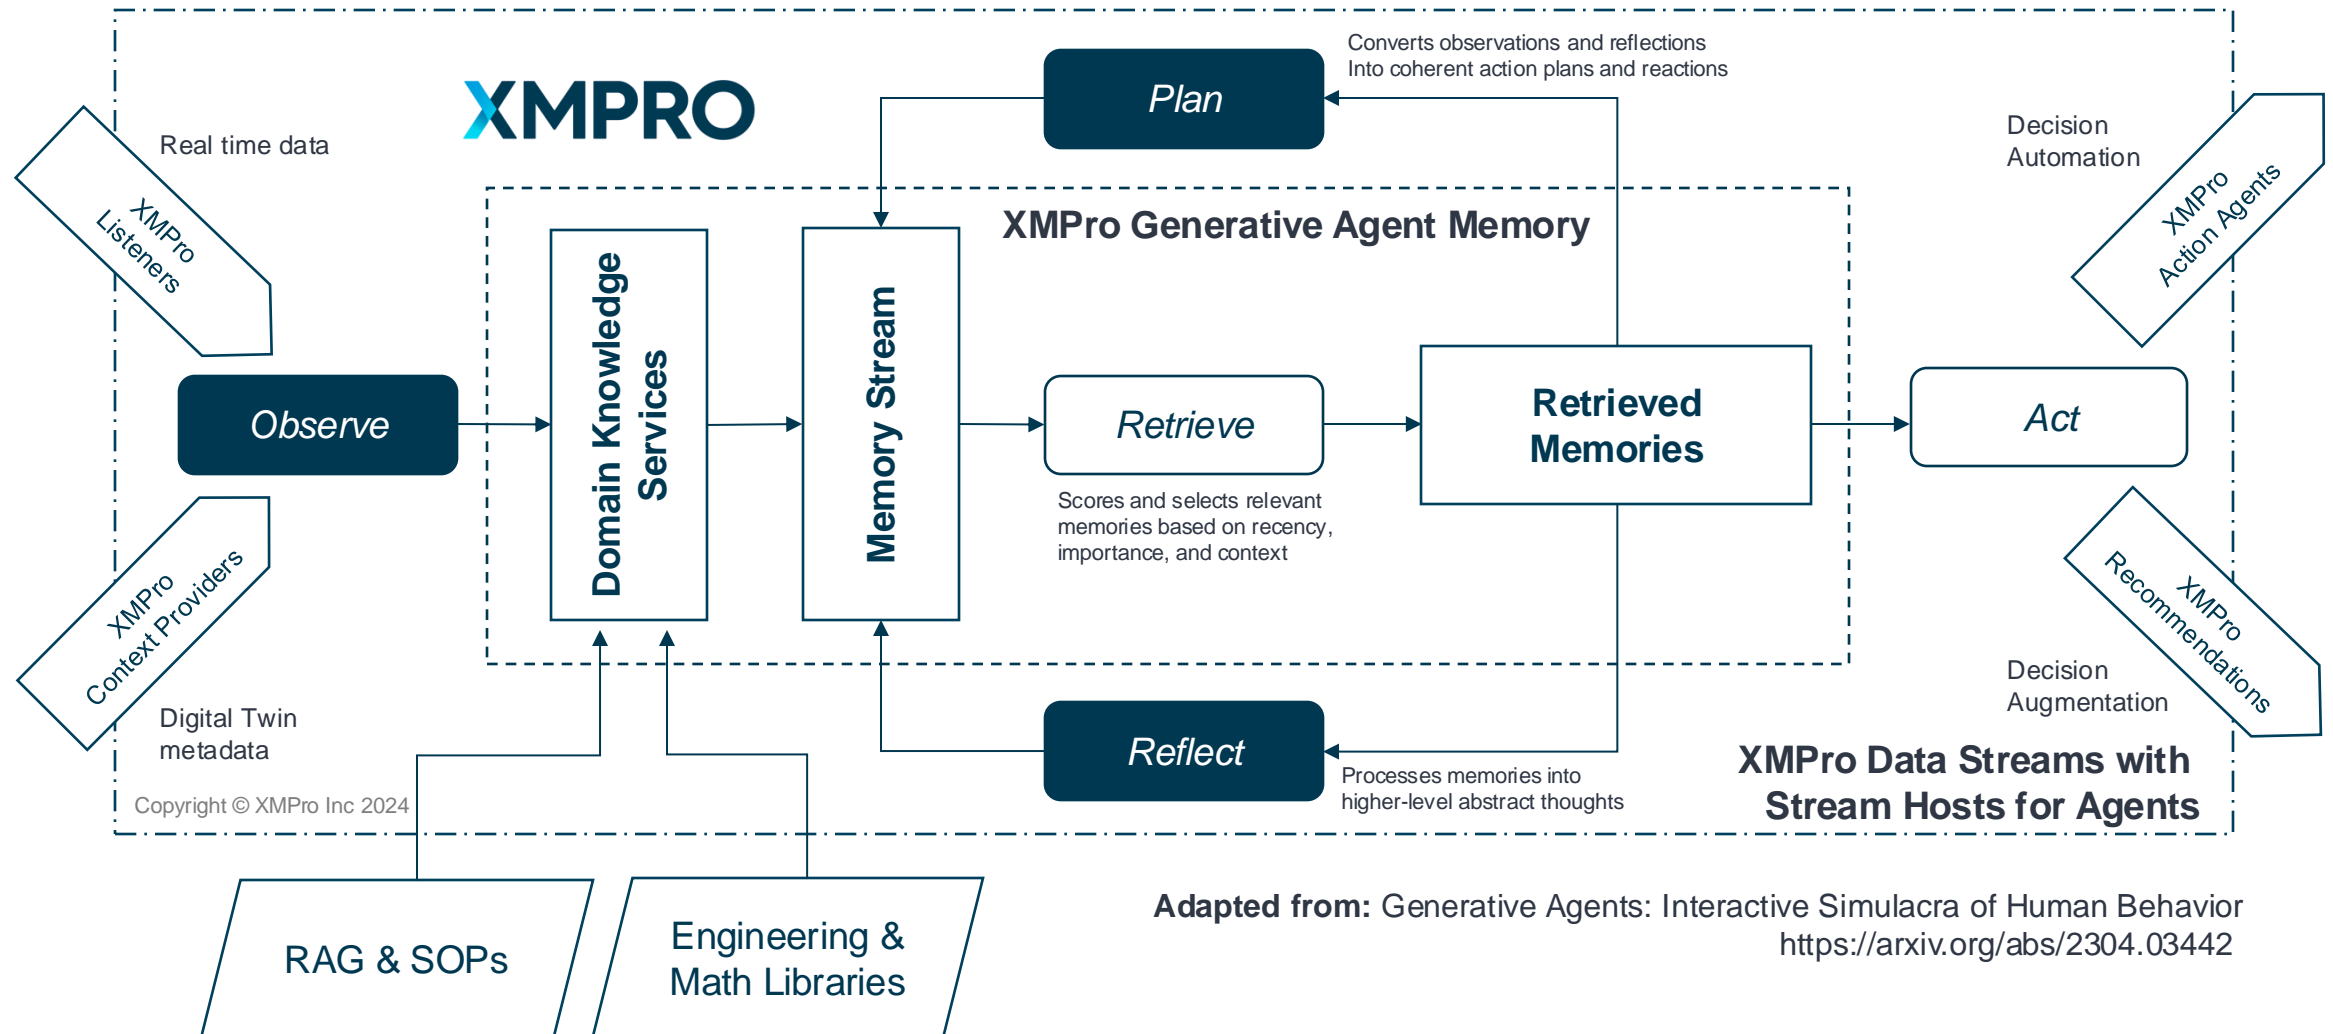 XMPRO
Converts observations and reflections
Into coherent action plans and reactions
Plan
Real time data
XMPro
Listeners
Decision
Automation
XMPro
Action Agents
XMPro Generative Agent Memory
Observe
Domain Knowledge
Services
Memory Stream
Retrieve
Scores and selects relevant
memories based on recency,
importance, and context
Retrieved
Memories
Act
XMPro
Context Providers
Digital Twin
metadata
XMPro
Recommendations
Decision
Augmentation
Reflect
Processes memories into
higher-level abstract thoughts
XMPro Data Streams with
Stream Hosts for Agents
Copyright © XMPro Inc 2024
RAG & SOPs
Engineering &
Math Libraries
Adapted from: Generative Agents: Interactive Simulacra of Human Behavior
https://arxiv.org/abs/2304.03442